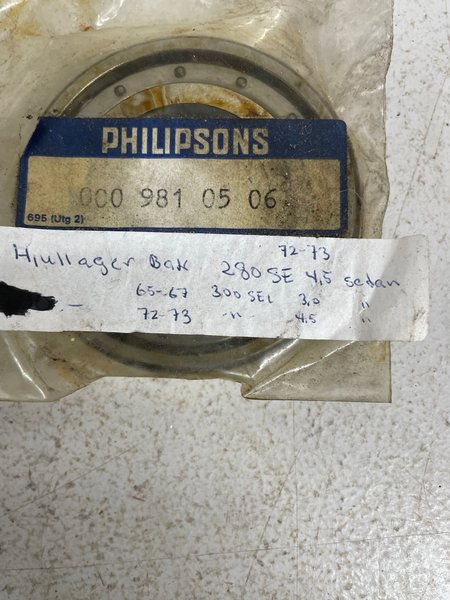 PHILIPSONS
000 981 05 06
695 (Utg 2)
72-73
Hjullager Bak 280 SE 4,5 sedan
65-67 300 SEL 3,0 "
72-73 -"- 4,5 "